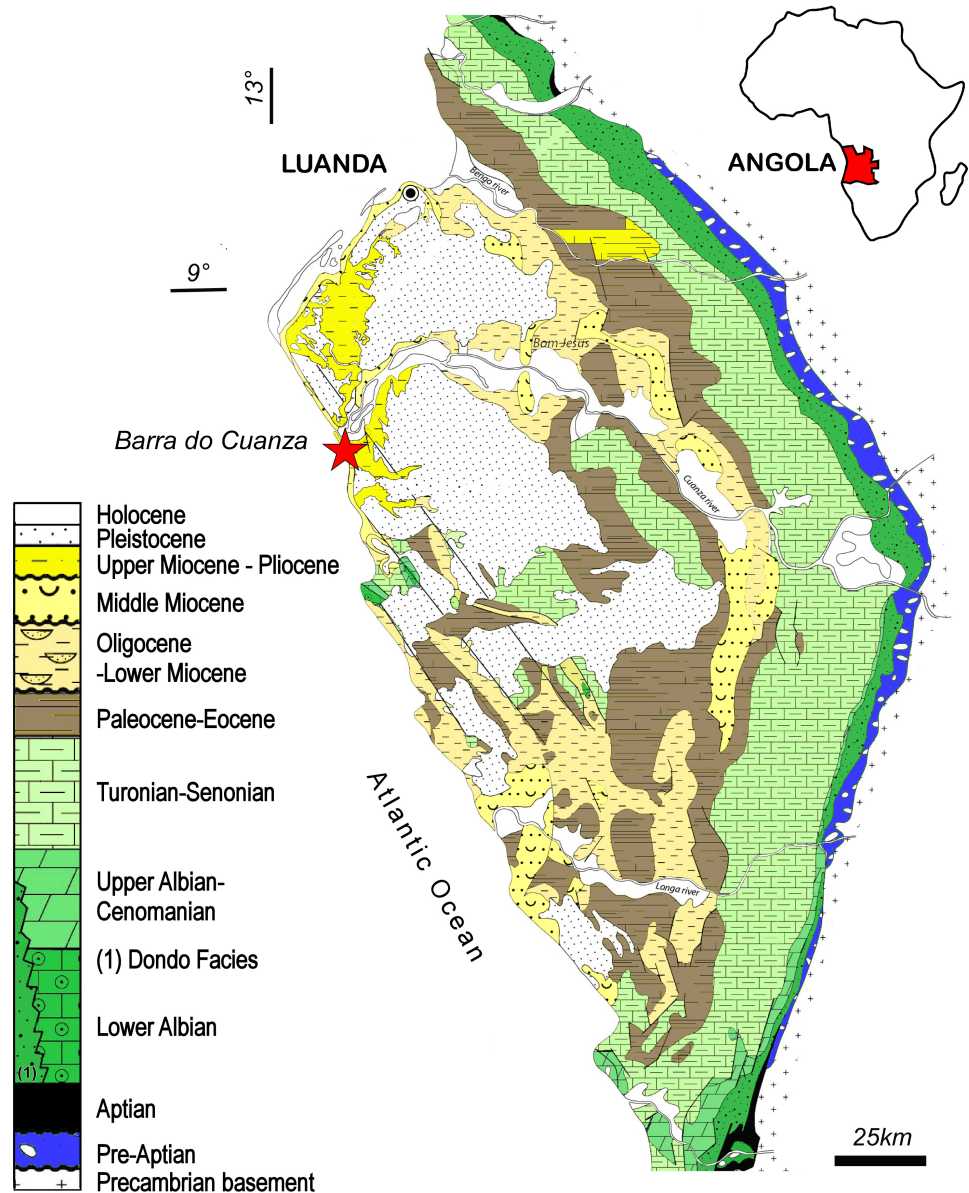 13°
LUANDA
ANGOLA
Bengo river
9°
Bom Jesus
Barra do Cuanza
Cuanza river
Holocene
Pleistocene
Upper Miocene - Pliocene
Middle Miocene
Oligocene
-Lower Miocene
Paleocene-Eocene
Turonian-Senonian
Upper Albian-
Cenomanian
(1) Dondo Facies
Lower Albian
(1)
Aptian
Pre-Aptian
Precambrian basement
Atlantic Ocean
Longa river
25km